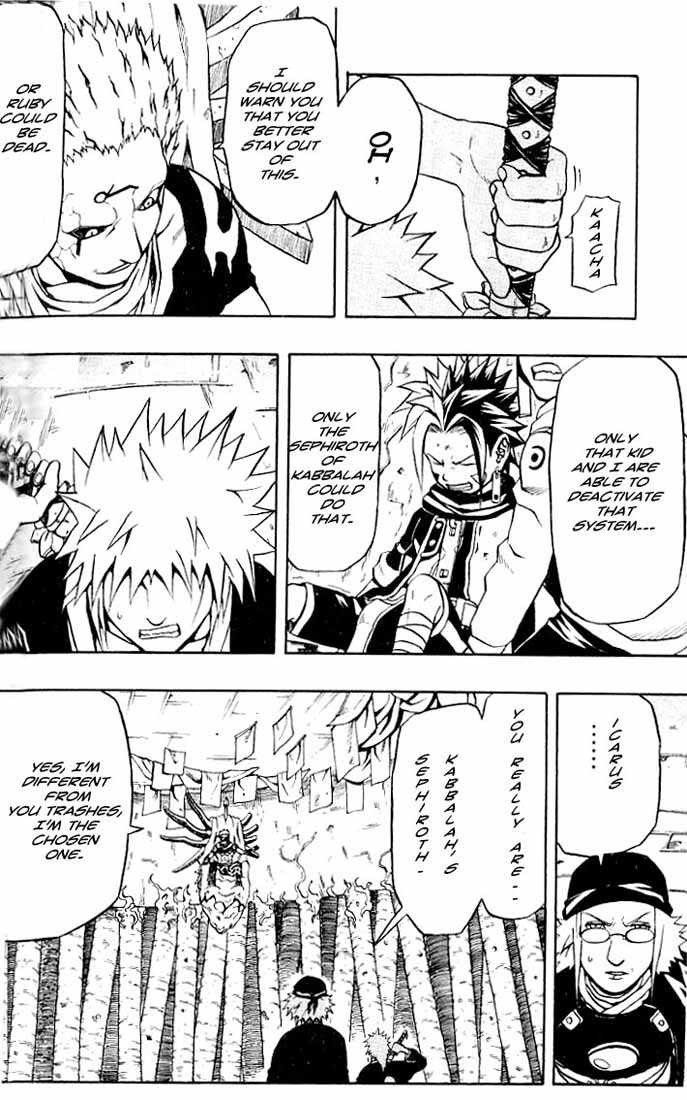 KAACHA
OH,
I
SHOULD
WARN YOU
THAT YOU
BETTER
STAY OUT
OF
THIS..
OR
RUBY
COULD
BE
DEAD..
ONLY
THAT KID
AND I ARE
ABLE TO
DEACTIVATE
THAT
SYSTEM....
ONLY
THE
SEPHIROTH
OF
KABBALAH
COULD
DO
THAT..
ICARUS
......
YOU REALLY ARE--
KABBALAH,S
SEPHIROTH-
YES, I'M
DIFFERENT
FROM
YOU TRASHES,
I'M THE
CHOSEN
ONE..